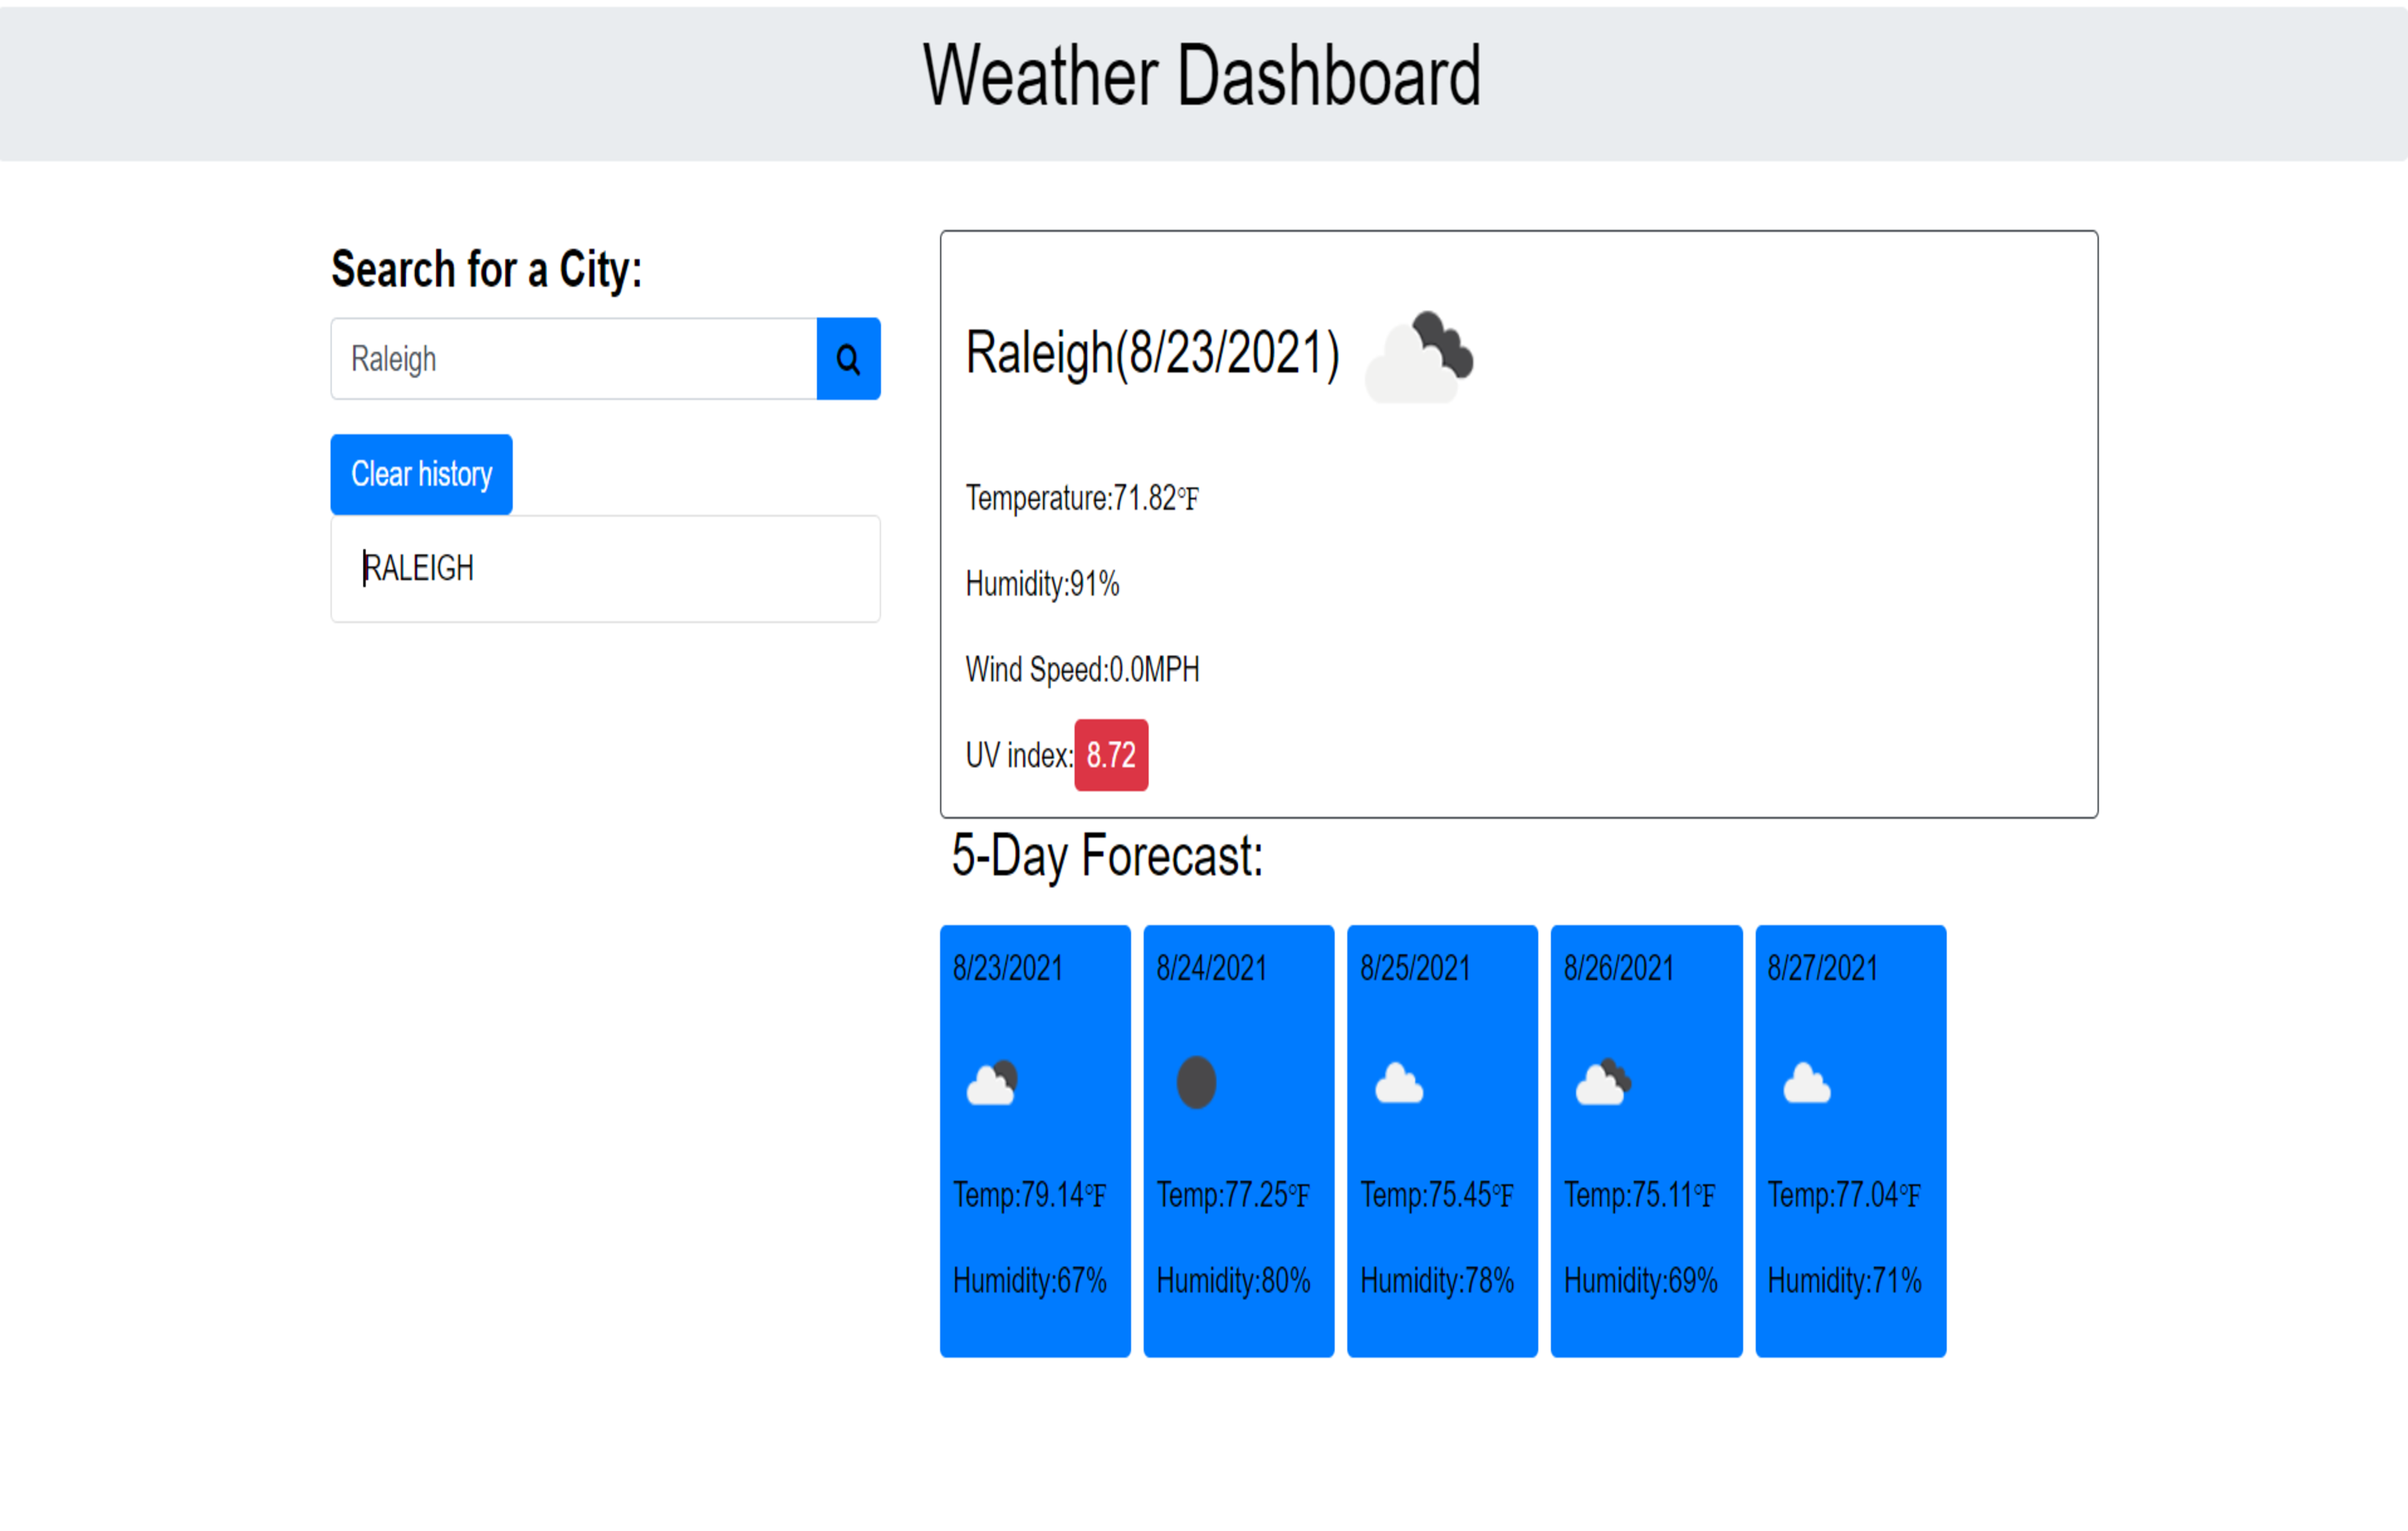 Weather Dashboard
Search for a City:
Raleigh
Clear history
RALEIGH
Raleigh(8/23/2021)
Temperature:71.82°F
Humidity:91%
Wind Speed:0.0MPH
UV index: 8.72
5-Day Forecast:
8/23/2021
Temp:79.14°F
Humidity:67%
8/24/2021
Temp:77.25°F
Humidity:80%
8/25/2021
Temp:75.45°F
Humidity:78%
8/26/2021
Temp:75.11°F
Humidity:69%
8/27/2021
Temp:77.04°F
Humidity:71%